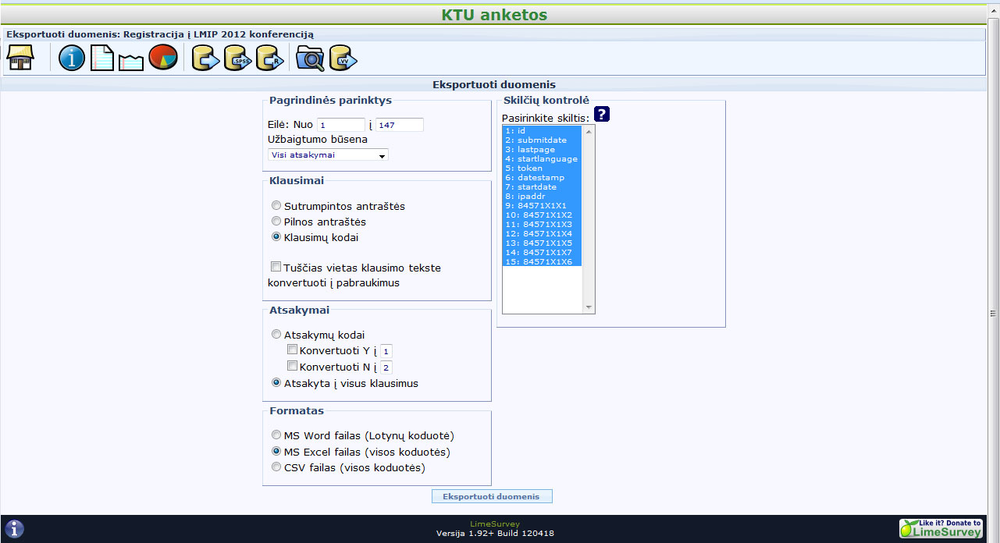 KTU anketos
Eksportuoti duomenis: Registracija į LMIP 2012 konferenciją
i C C SPSS C R C VV
Eksportuoti duomenis
Pagrindinės parinktys
Eilė: Nuo 1 į 147
Užbaigtumo būsena
Visi atsakymai
Klausimai
Sutrumpintos antraštės
Pilnos antraštės
Klausimų kodai
Tuščias vietas klausimo tekste
konvertuoti į pabraukimus
Atsakymai
Atsakymų kodai
Konvertuoti Y į 1
Konvertuoti N į 2
Atsakyta į visus klausimus
Formatas
MS Word failas (Lotynų koduotė)
MS Excel failas (visos koduotės)
CSV failas (visos koduotės)
Skilčių kontrolė
Pasirinkite skiltis: ?
1: id
2: submitdate
3: lastpage
4: startlanguage
5: token
6: datestamp
7: startdate
8: ipaddr
9: 84571X1X1
10: 84571X1X2
11: 84571X1X3
12: 84571X1X4
13: 84571X1X5
14: 84571X1X7
15: 84571X1X6
Eksportuoti duomenis
i
LimeSurvey
Versija 1.92+ Build 120418
Like it? Donate to
LimeSurvey